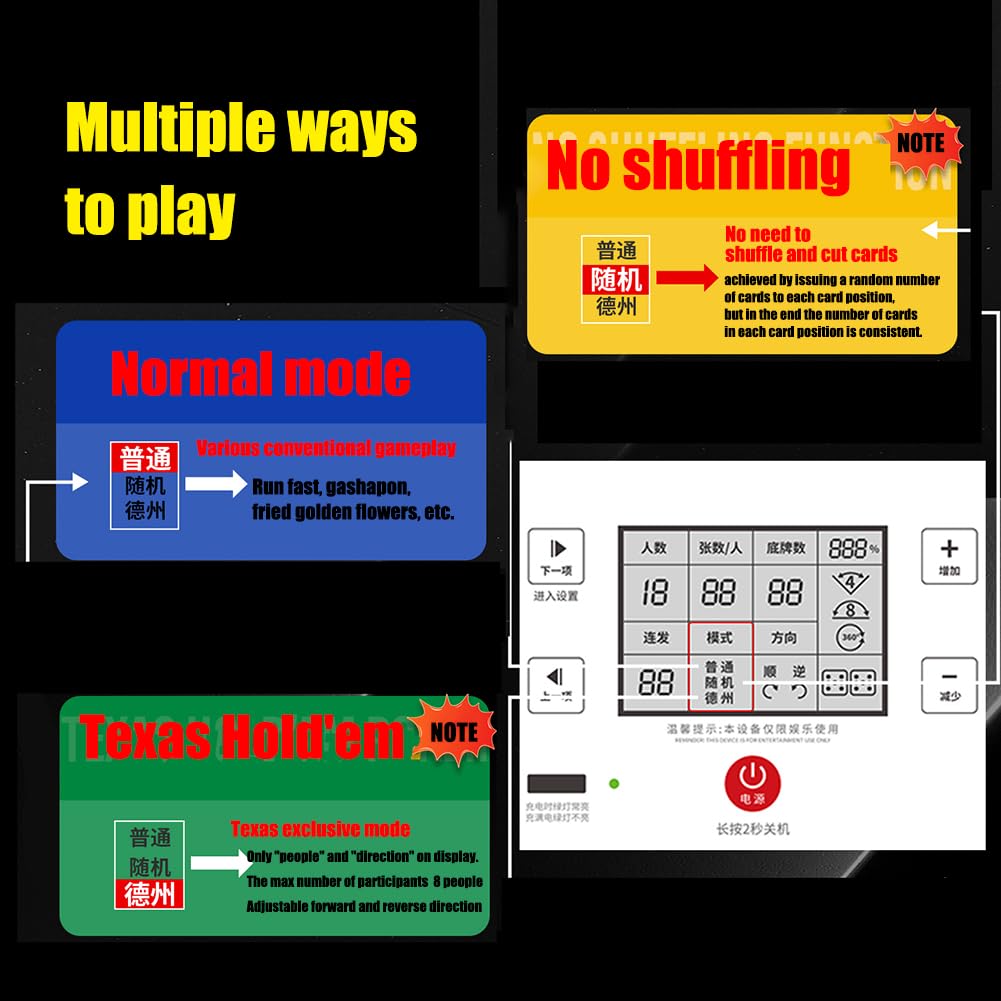 Multiple ways
to play
NO SHUFFLING FUNCTION
No shuffling
NOTE
普通
随机
德州
No need to
shuffle and cut cards
achieved by issuing a random number
of cards to each card position,
but in the end the number of cards
in each card position is consistent.
Normal mode
普通
随机
德州
Various conventional gameplay
Run fast, gashapon,
fried golden flowers, etc.
Texas Hold'em
NOTE
普通
随机
德州
Texas exclusive mode
Only "people" and "direction" on display.
The max number of participants 8 people
Adjustable forward and reverse direction
下一项
进入设置
上一项
人数 张数/人 底牌数 888%
18 88 88 4
8
连发 模式 方向 360°
88 普通 顺 逆
随机
德州
增加
减少
温馨提示:本设备仅限娱乐使用
REMINDER: THIS DEVICE IS FOR ENTERTAINMENT USE ONLY
充电时绿灯常亮
充满电绿灯不亮
电源
长按2秒关机